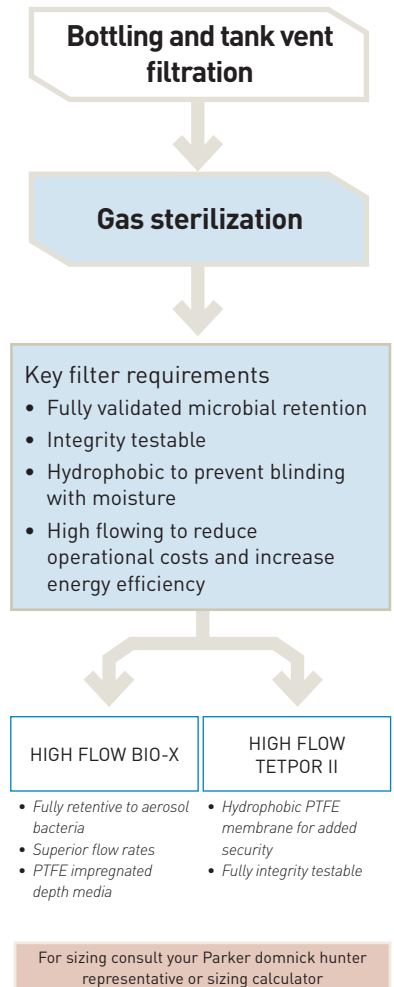 Bottling and tank vent
filtration
Gas sterilization
Key filter requirements
• Fully validated microbial retention
• Integrity testable
• Hydrophobic to prevent blinding
with moisture
• High flowing to reduce
operational costs and increase
energy efficiency
HIGH FLOW BIO-X
• Fully retentive to aerosol
bacteria
• Superior flow rates
• PTFE impregnated
depth media
HIGH FLOW
TETPOR II
• Hydrophobic PTFE
membrane for added
security
• Fully integrity testable
For sizing consult your Parker domnick hunter
representative or sizing calculator